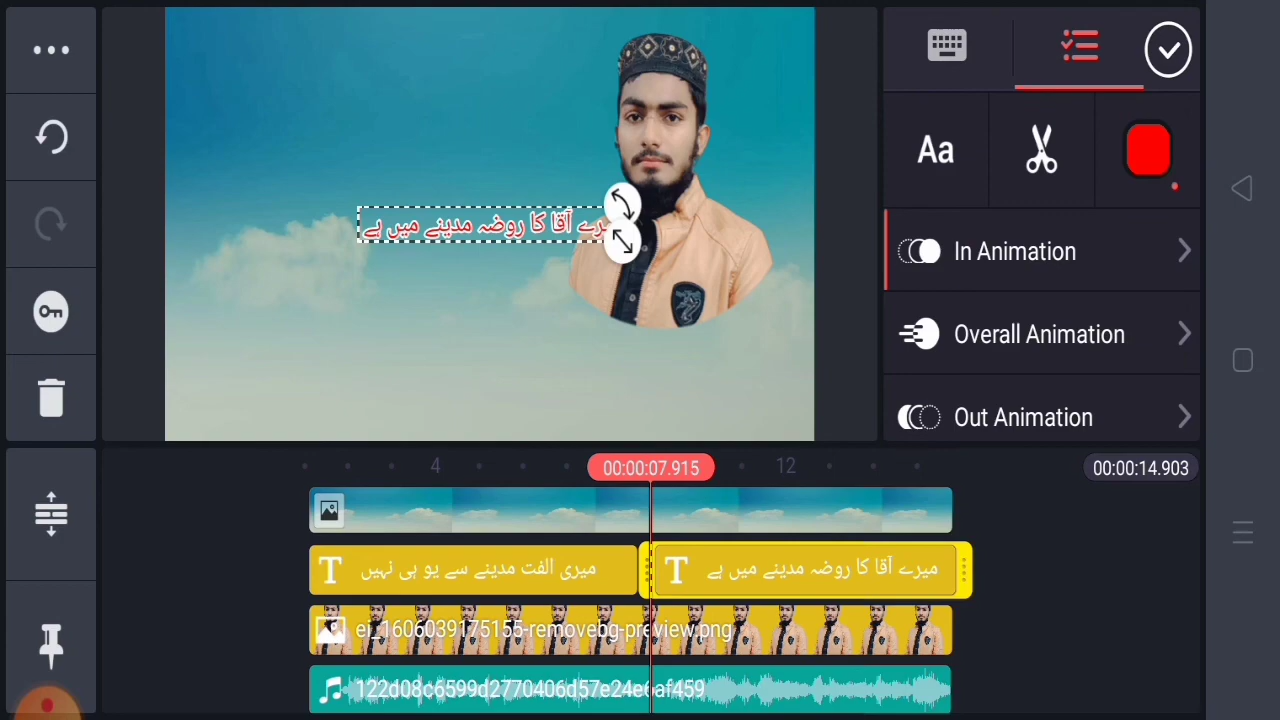 Aa
میرے آقا کا روضہ مدینے میں ہے
In Animation
Overall Animation
Out Animation
4
00:00:07.915
12
00:00:14.903
میری الفت مدینے سے یو ہی نہیں
میرے آقا کا روضہ مدینے میں ہے
ei_1606039175155-removebg-preview.png
122d08c6599d2770406d57e24e6af459